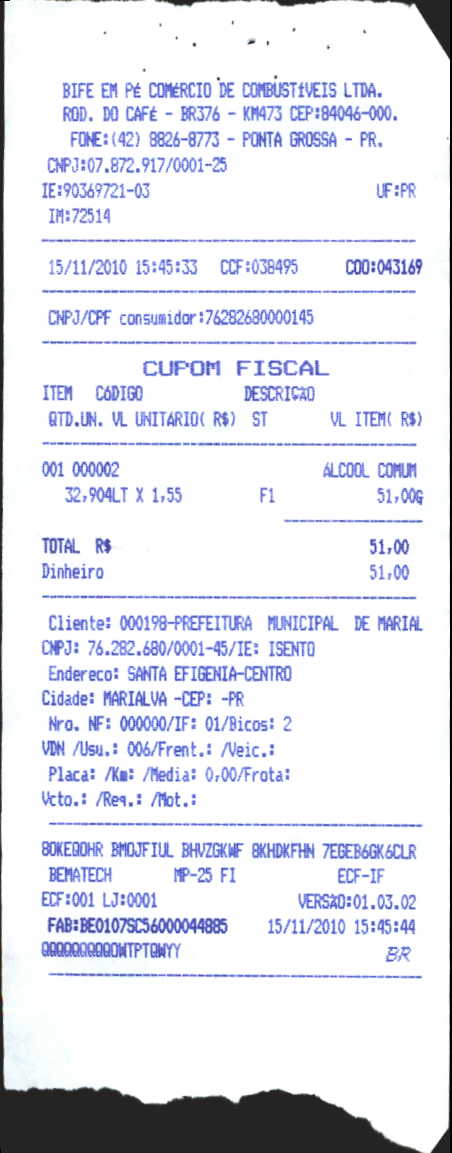 BIFE EM Pé COMéRCIO DE COMBUSTíVEIS LTDA.
ROD. DO CAFé - BR376 - KM473 CEP:84046-000.
FONE:(42) 8826-8773 - PONTA GROSSA - PR.
CNPJ:07.872.917/0001-25
IE:90369721-03 UF:PR
IM:72514
15/11/2010 15:45:33 CCF:038495 COO:043169
CNPJ/CPF consumidor:76282680000145
CUPOM FISCAL
ITEM CóDIGO DESCRIÇãO
QTD.UN. VL UNITáRIO( R$) ST VL ITEM( R$)
001 000002 áLCOOL COMUM
32,904LT X 1,55 F1 51,00G
TOTAL R$ 51,00
Dinheiro 51,00
Cliente: 000198-PREFEITURA MUNICIPAL DE MARIAL
CNPJ: 76.282.680/0001-45/IE: ISENTO
Endereco: SANTA EFIGENIA-CENTRO
Cidade: MARIALVA -CEP: -PR
Nro. NF: 000000/IF: 01/Bicos: 2
VDN /Usu.: 006/Frent.: /Veic.:
Placa: /Km: /Media: 0,00/Frota:
Vcto.: /Req.: /Mot.:
8OKEQOHR BMOJFIUL BHVZGKWF 8KHDKFHN 7EGEB6GK6CLR
BEMATECH MP-25 FI ECF-IF
ECF:001 LJ:0001 VERSãO:01.03.02
FAB:BE0107SC56000044885 15/11/2010 15:45:44
QQQQQQQQQOWTPTQWYY BR